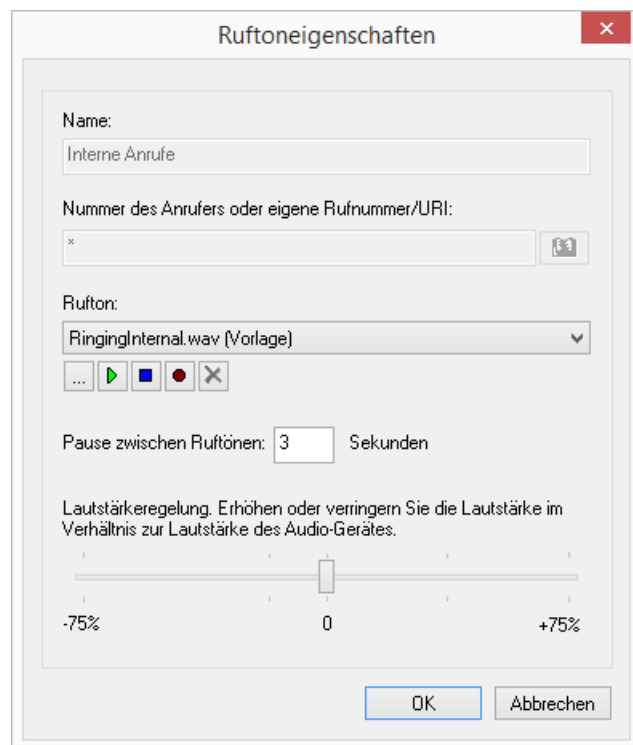 Ruftoneigenschaften
Name:
Interne Anrufe
Nummer des Anrufers oder eigene Rufnummer/URI:
*
Rufton:
RingingInternal.wav (Vorlage)
...
Pause zwischen Ruftönen: 3 Sekunden
Lautstärkeregelung. Erhöhen oder verringern Sie die Lautstärke im
Verhältnis zur Lautstärke des Audio-Gerätes.
-75% 0 +75%
OK Abbrechen